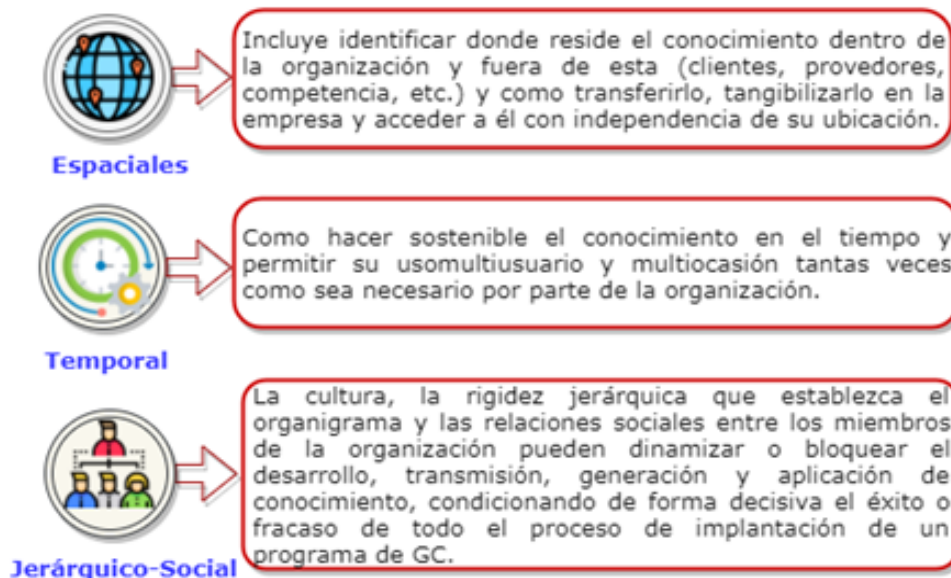 Incluye identificar donde reside el conocimiento dentro de
la organización y fuera de esta (clientes, provedores,
competencia, etc.) y como transferirlo, tangibilizarlo en la
empresa y acceder a él con independencia de su ubicación.
Espaciales
Como hacer sostenible el conocimiento en el tiempo y
permitir su usomultiusuario y multiocasión tantas veces
como sea necesario por parte de la organización.
Temporal
La cultura, la rigidez jerárquica que establezca el
organigrama y las relaciones sociales entre los miembros
de la organización pueden dinamizar o bloquear el
desarrollo, transmisión, generación y aplicación de
conocimiento, condicionando de forma decisiva el éxito o
fracaso de todo el proceso de implantación de un
programa de GC.
Jerárquico-Social